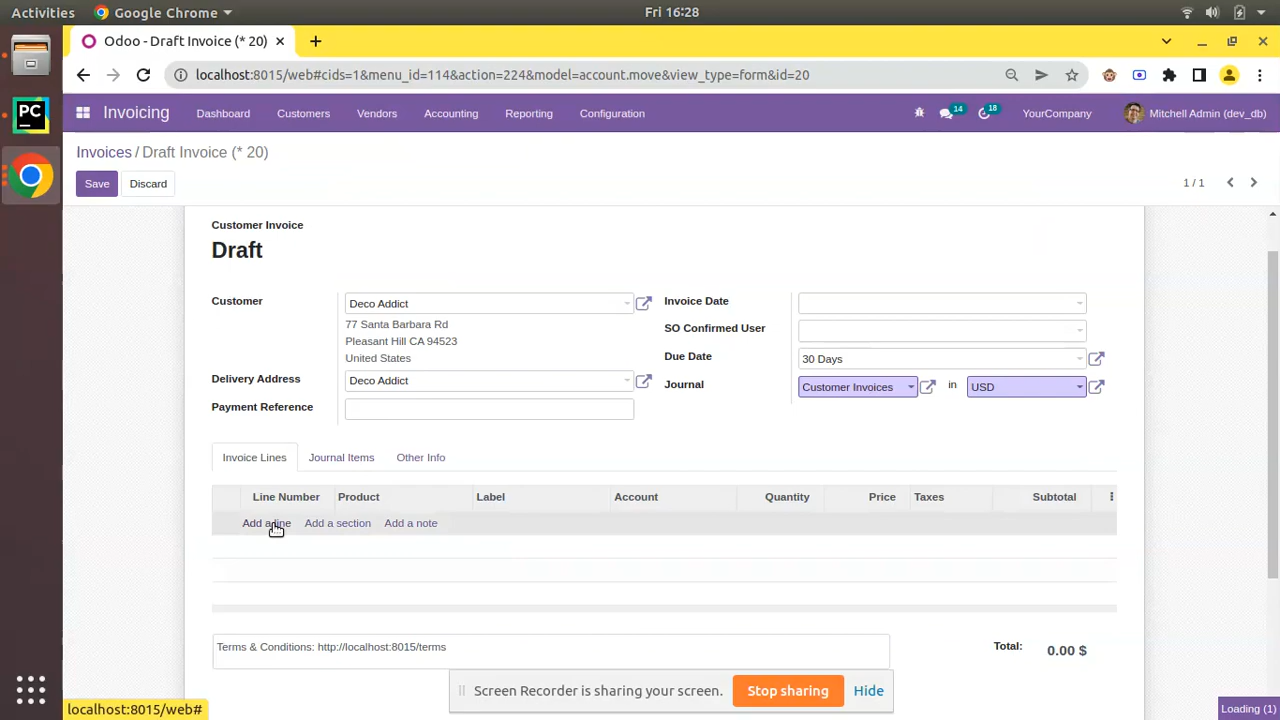 Activities Google Chrome Fri 16:28
Odoo - Draft Invoice (* 20)
localhost:8015/web#cids=1&menu_id=114&action=224&model=account.move&view_type=form&id=20
Invoicing Dashboard Customers Vendors Accounting Reporting Configuration 14 18 YourCompany Mitchell Admin (dev_db)
Invoices / Draft Invoice (* 20)
Save Discard 1 / 1
Customer Invoice
Draft
Customer Deco Addict Invoice Date
77 Santa Barbara Rd SO Confirmed User
Pleasant Hill CA 94523
United States Due Date 30 Days
Delivery Address Deco Addict Journal Customer Invoices in USD
Payment Reference
Invoice Lines Journal Items Other Info
Line Number Product Label Account Quantity Price Taxes Subtotal
Add a line Add a section Add a note
Terms & Conditions: http://localhost:8015/terms Total: 0.00 $
Screen Recorder is sharing your screen. Stop sharing Hide
localhost:8015/web# Loading (1)
PC